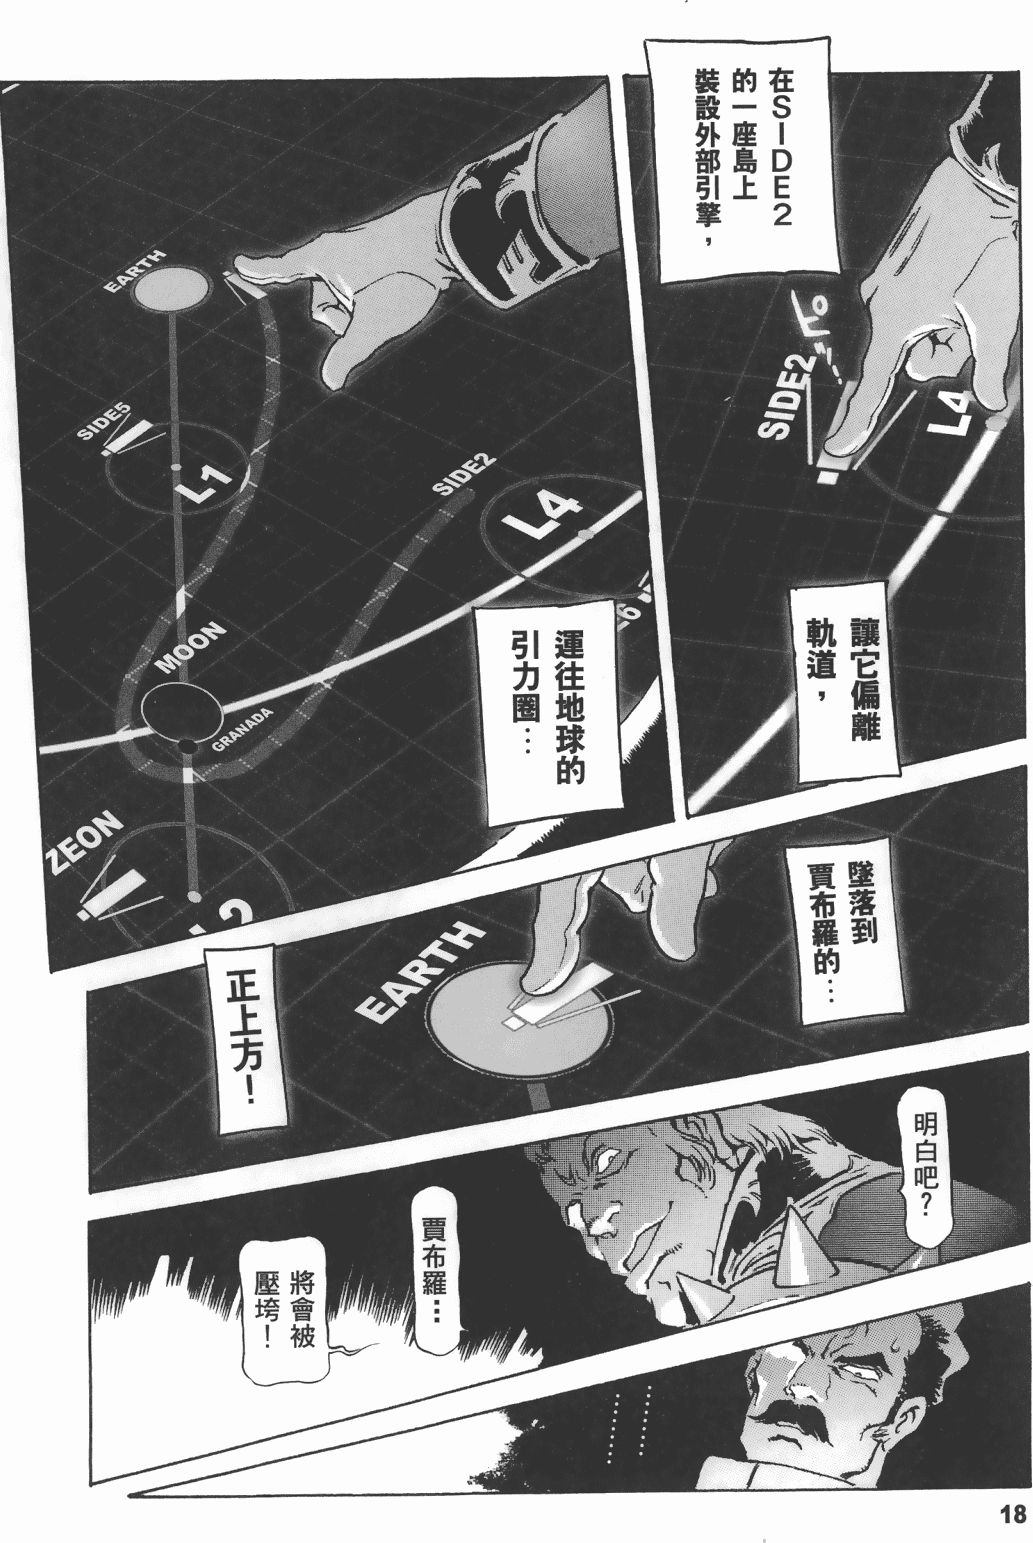 在SIDE2
的一座島上
裝設外部引擎，
ピッ…
SIDE2
L4
讓它偏離
軌道，
EARTH
SIDE5
L1
SIDE2
L4
MOON
GRANADA
ZEON
運往地球的
引力圈…
墜落到
賈布羅的…
EARTH
正上方！
明白吧？
賈布羅…
將會被
壓垮！
……
……
18